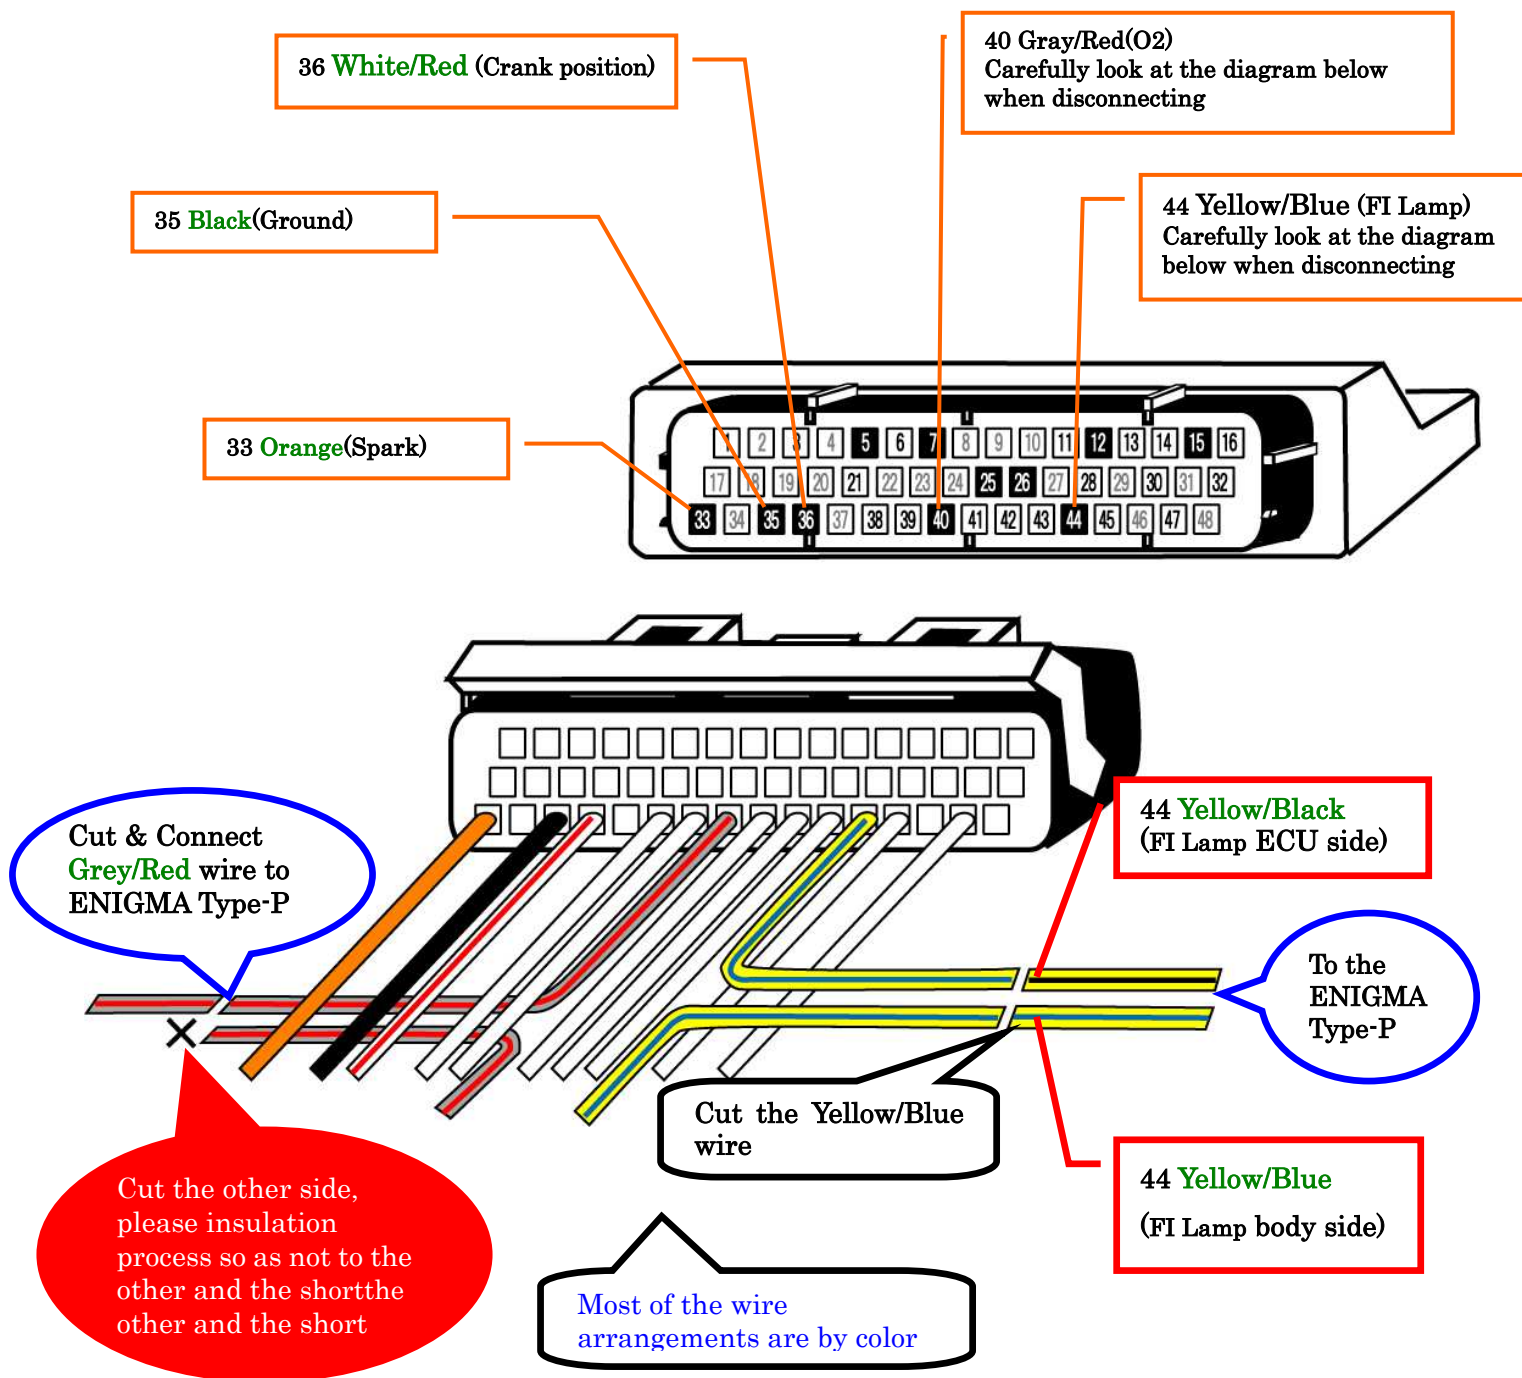 36 White/Red (Crank position)
40 Gray/Red(O2)
Carefully look at the diagram below
when disconnecting
35 Black(Ground)
44 Yellow/Blue (FI Lamp)
Carefully look at the diagram
below when disconnecting
33 Orange(Spark)
1 2 3 4 5 6 7 8 9 10 11 12 13 14 15 16
17 18 19 20 21 22 23 24 25 26 27 28 29 30 31 32
33 34 35 36 37 38 39 40 41 42 43 44 45 46 47 48
Cut & Connect
Grey/Red wire to
ENIGMA Type-P
44 Yellow/Black
(FI Lamp ECU side)
To the
ENIGMA
Type-P
Cut the Yellow/Blue
wire
44 Yellow/Blue
(FI Lamp body side)
Cut the other side,
please insulation
process so as not to the
other and the shortthe
other and the short
Most of the wire
arrangements are by color